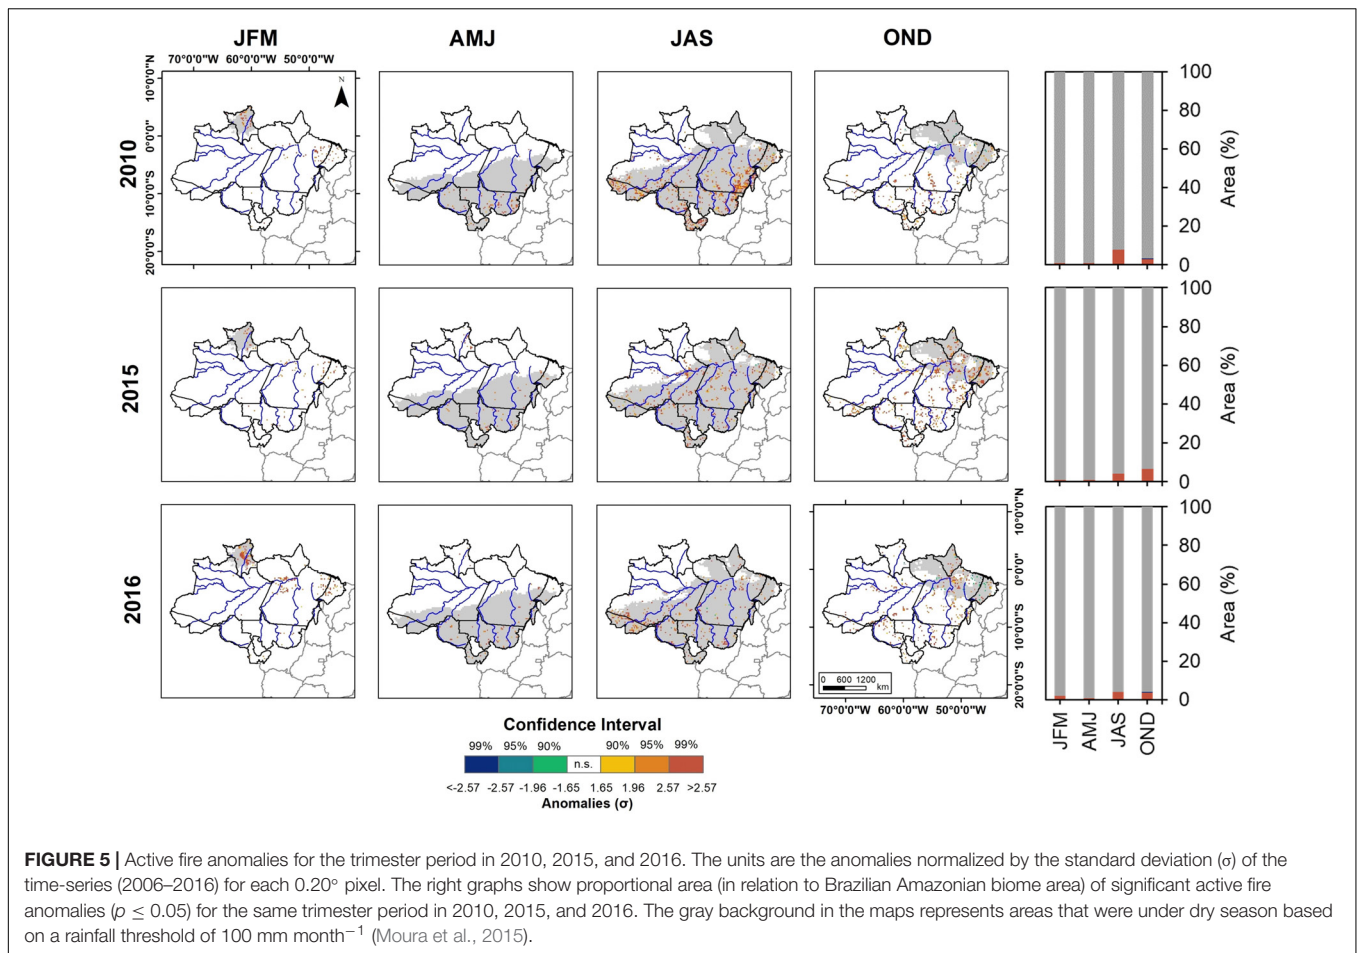 JFM AMJ JAS OND
70°0'0"W 60°0'0"W 50°0'0"W
10°0'0"N
0°0'0"
10°0'0"S
20°0'0"S
N
2010
100
80
60
40
20
0
Area (%)
2015
100
80
60
40
20
0
Area (%)
2016
0 600 1200
km
70°0'0"W 60°0'0"W 50°0'0"W
10°0'0"N
0°0'0"
10°0'0"S
20°0'0"S
100
80
60
40
20
0
Area (%)
JFM
AMJ
JAS
OND
Confidence Interval
99% 95% 90% 90% 95% 99%
n.s.
<-2.57 -2.57 -1.96 -1.65 1.65 1.96 2.57 >2.57
Anomalies (σ)
FIGURE 5 | Active fire anomalies for the trimester period in 2010, 2015, and 2016. The units are the anomalies normalized by the standard deviation (σ) of the
time-series (2006–2016) for each 0.20° pixel. The right graphs show proportional area (in relation to Brazilian Amazonian biome area) of significant active fire
anomalies (p ≤ 0.05) for the same trimester period in 2010, 2015, and 2016. The gray background in the maps represents areas that were under dry season based
on a rainfall threshold of 100 mm month⁻¹ (Moura et al., 2015).